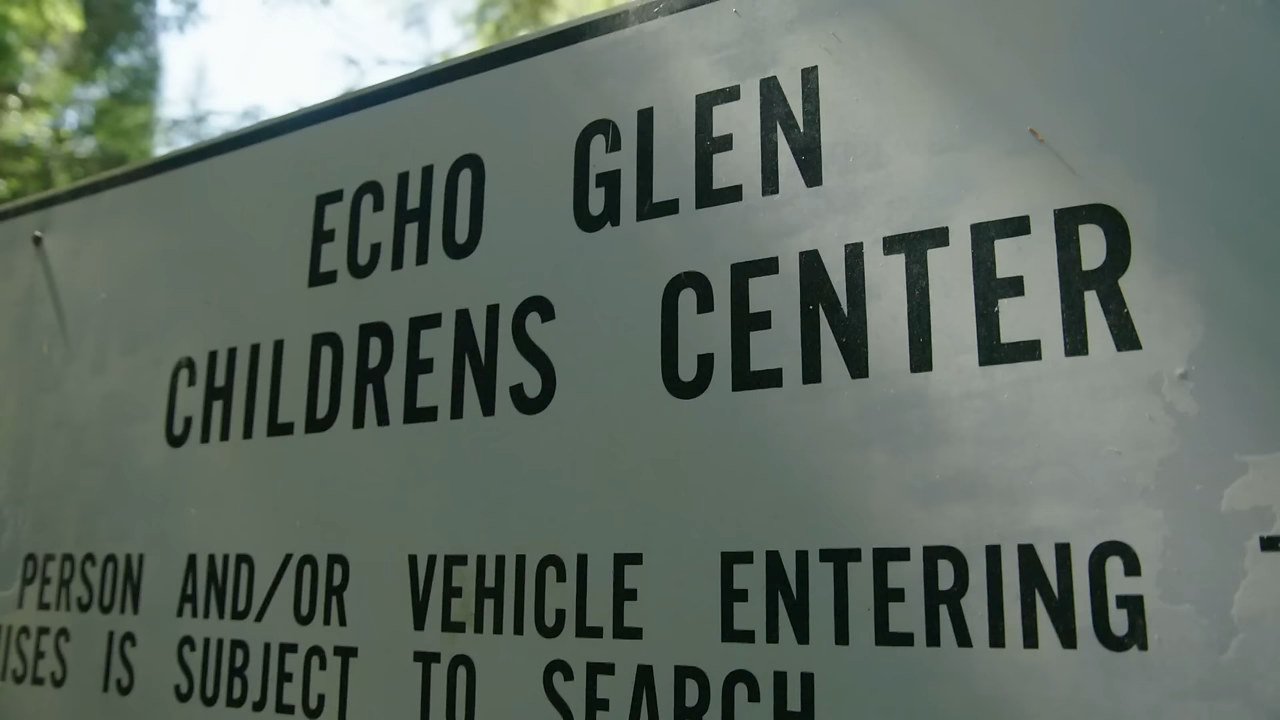 ECHO GLEN
CHILDRENS CENTER
PERSON AND/OR VEHICLE ENTERING
IS SUBJECT TO SEARCH